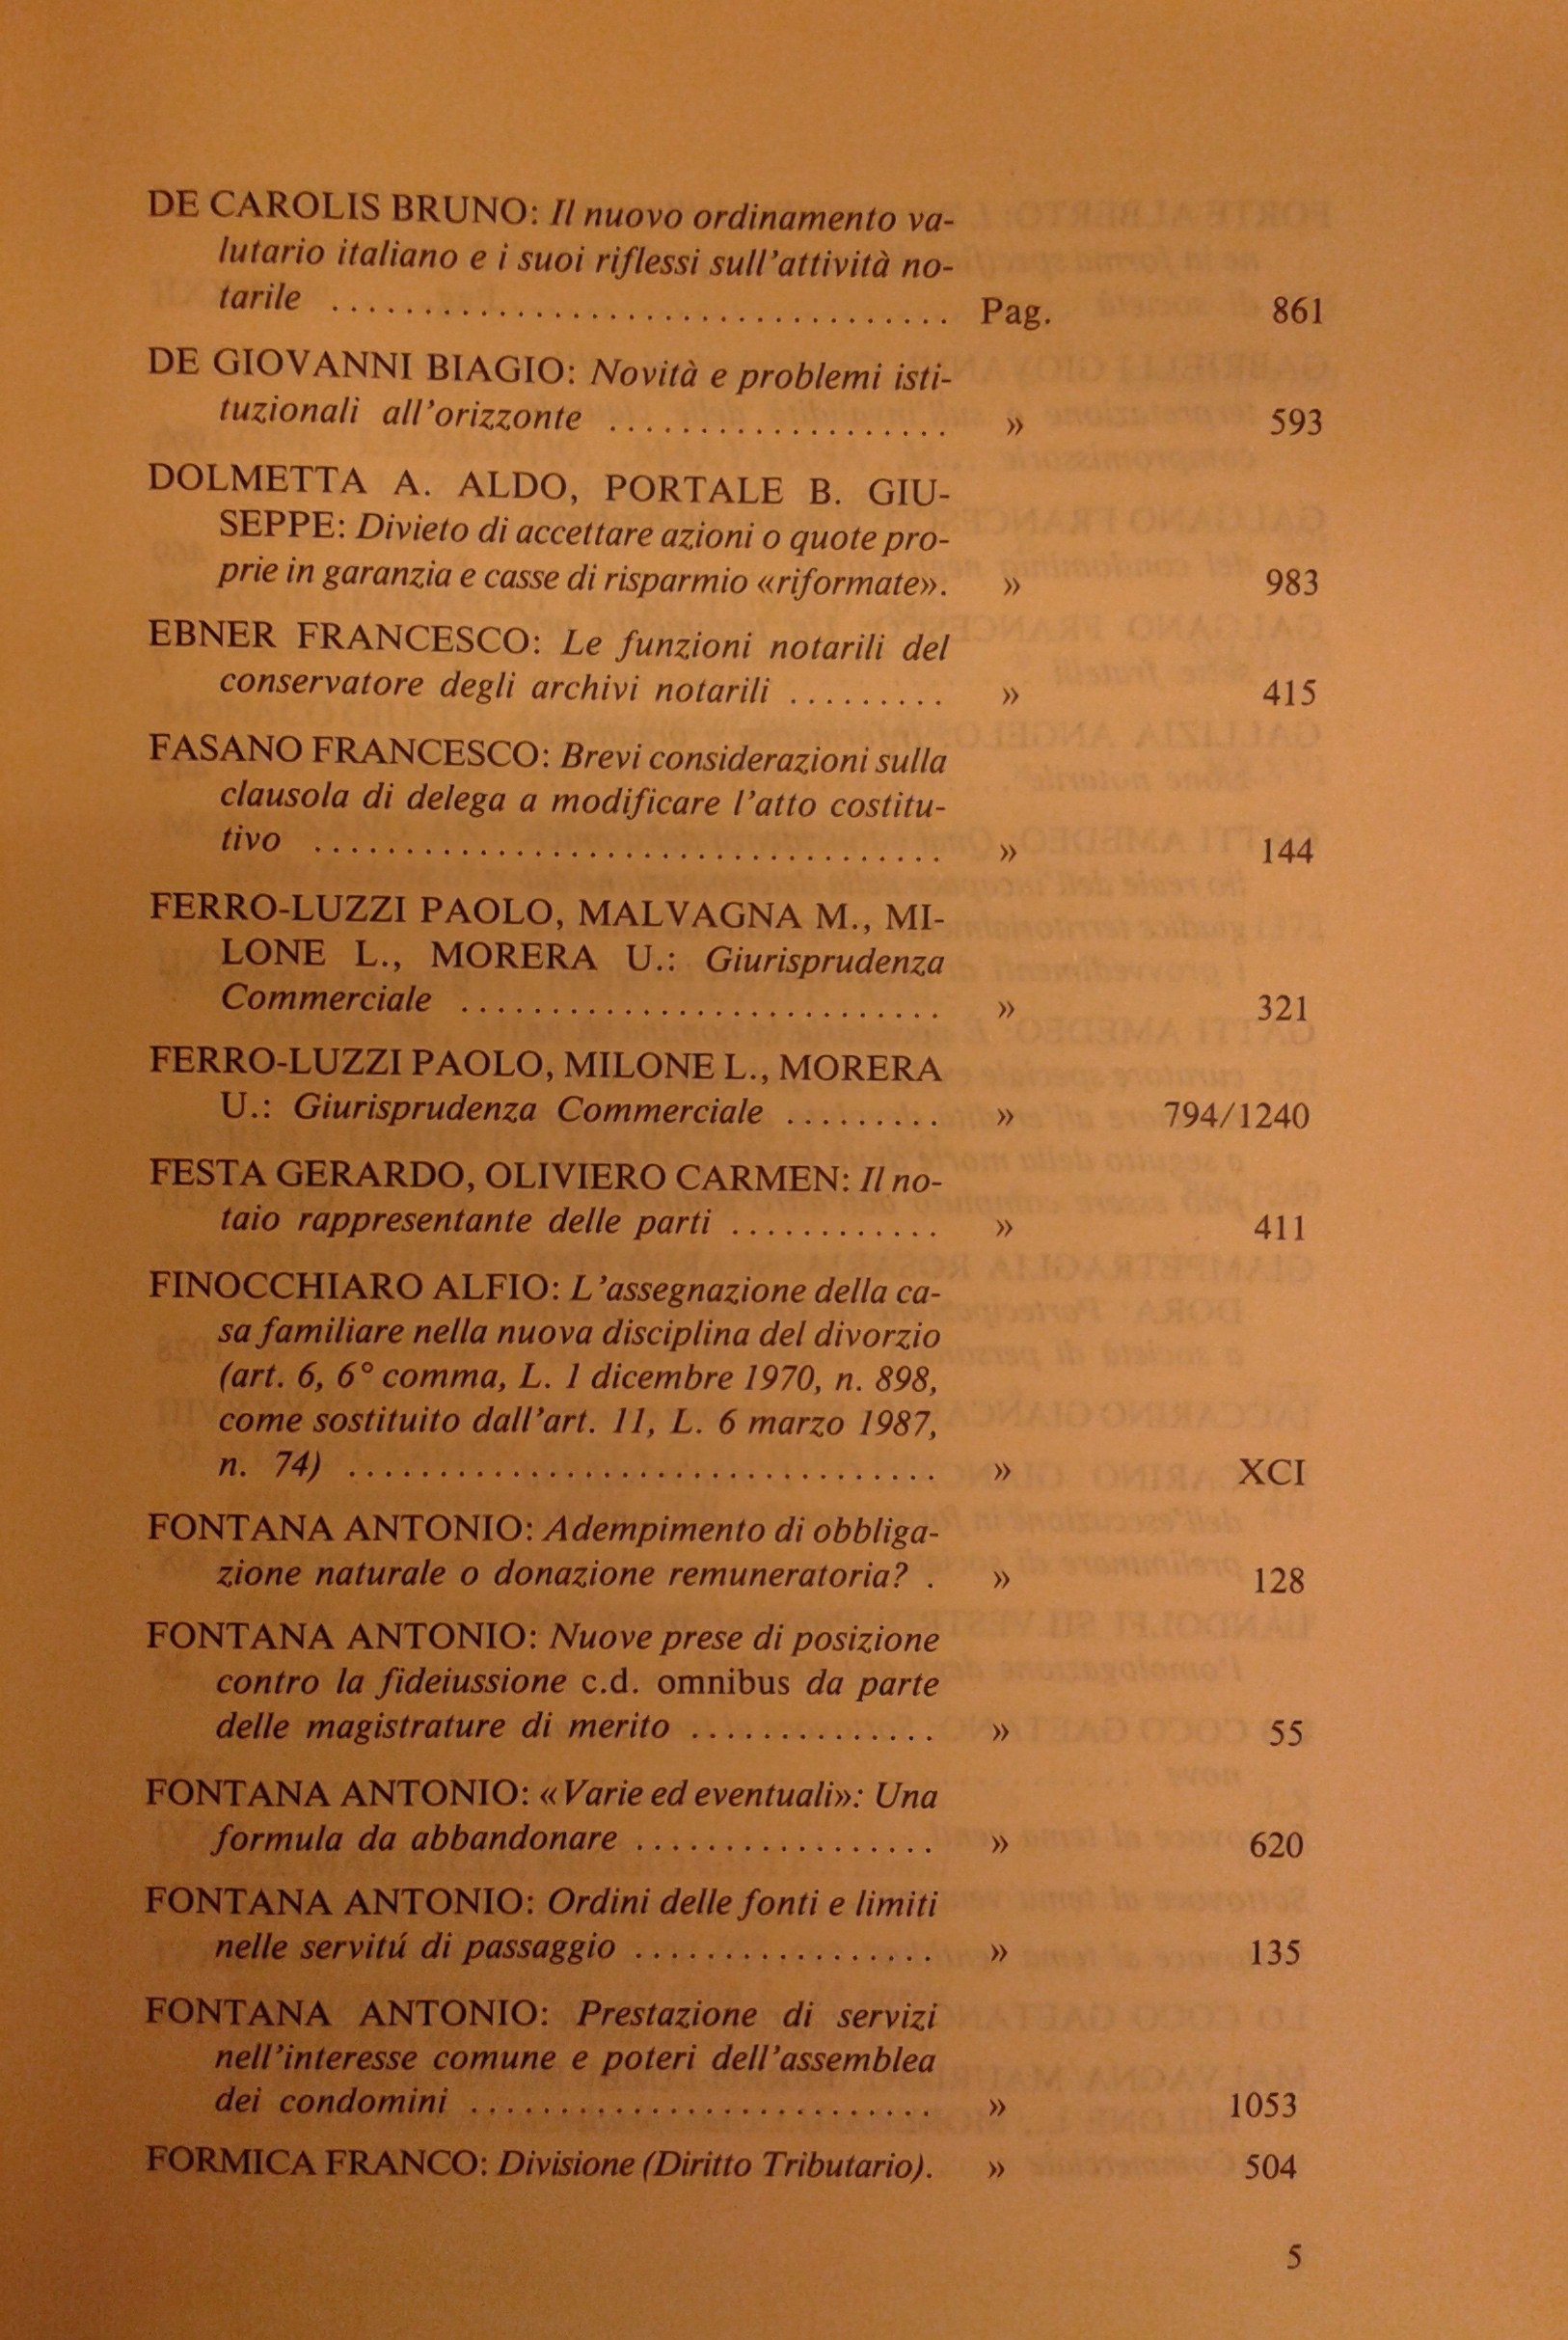 DE CAROLIS BRUNO: Il nuovo ordinamento va-
lutario italiano e i suoi riflessi sull'attività no-
tarile .................................. Pag. 861
DE GIOVANNI BIAGIO: Novità e problemi isti-
tuzionali all'orizzonte ................... » 593
DOLMETTA A. ALDO, PORTALE B. GIU-
SEPPE: Divieto di accettare azioni o quote pro-
prie in garanzia e casse di risparmio «riformate». » 983
EBNER FRANCESCO: Le funzioni notarili del
conservatore degli archivi notarili ......... » 415
FASANO FRANCESCO: Brevi considerazioni sulla
clausola di delega a modificare l'atto costitu-
tivo ................................... » 144
FERRO-LUZZI PAOLO, MALVAGNA M., MI-
LONE L., MORERA U.: Giurisprudenza
Commerciale ........................... » 321
FERRO-LUZZI PAOLO, MILONE L., MORERA
U.: Giurisprudenza Commerciale ......... » 794/1240
FESTA GERARDO, OLIVIERO CARMEN: Il no-
taio rappresentante delle parti ............ » 411
FINOCCHIARO ALFIO: L'assegnazione della ca-
sa familiare nella nuova disciplina del divorzio
(art. 6, 6° comma, L. 1 dicembre 1970, n. 898,
come sostituito dall'art. 11, L. 6 marzo 1987,
n. 74) ................................. » XCI
FONTANA ANTONIO: Adempimento di obbliga-
zione naturale o donazione remuneratoria? . » 128
FONTANA ANTONIO: Nuove prese di posizione
contro la fideiussione c.d. omnibus da parte
delle magistrature di merito .............. » 55
FONTANA ANTONIO: «Varie ed eventuali»: Una
formula da abbandonare ................. » 620
FONTANA ANTONIO: Ordini delle fonti e limiti
nelle servitú di passaggio ................. » 135
FONTANA ANTONIO: Prestazione di servizi
nell'interesse comune e poteri dell'assemblea
dei condomini .......................... » 1053
FORMICA FRANCO: Divisione (Diritto Tributario). » 504
5